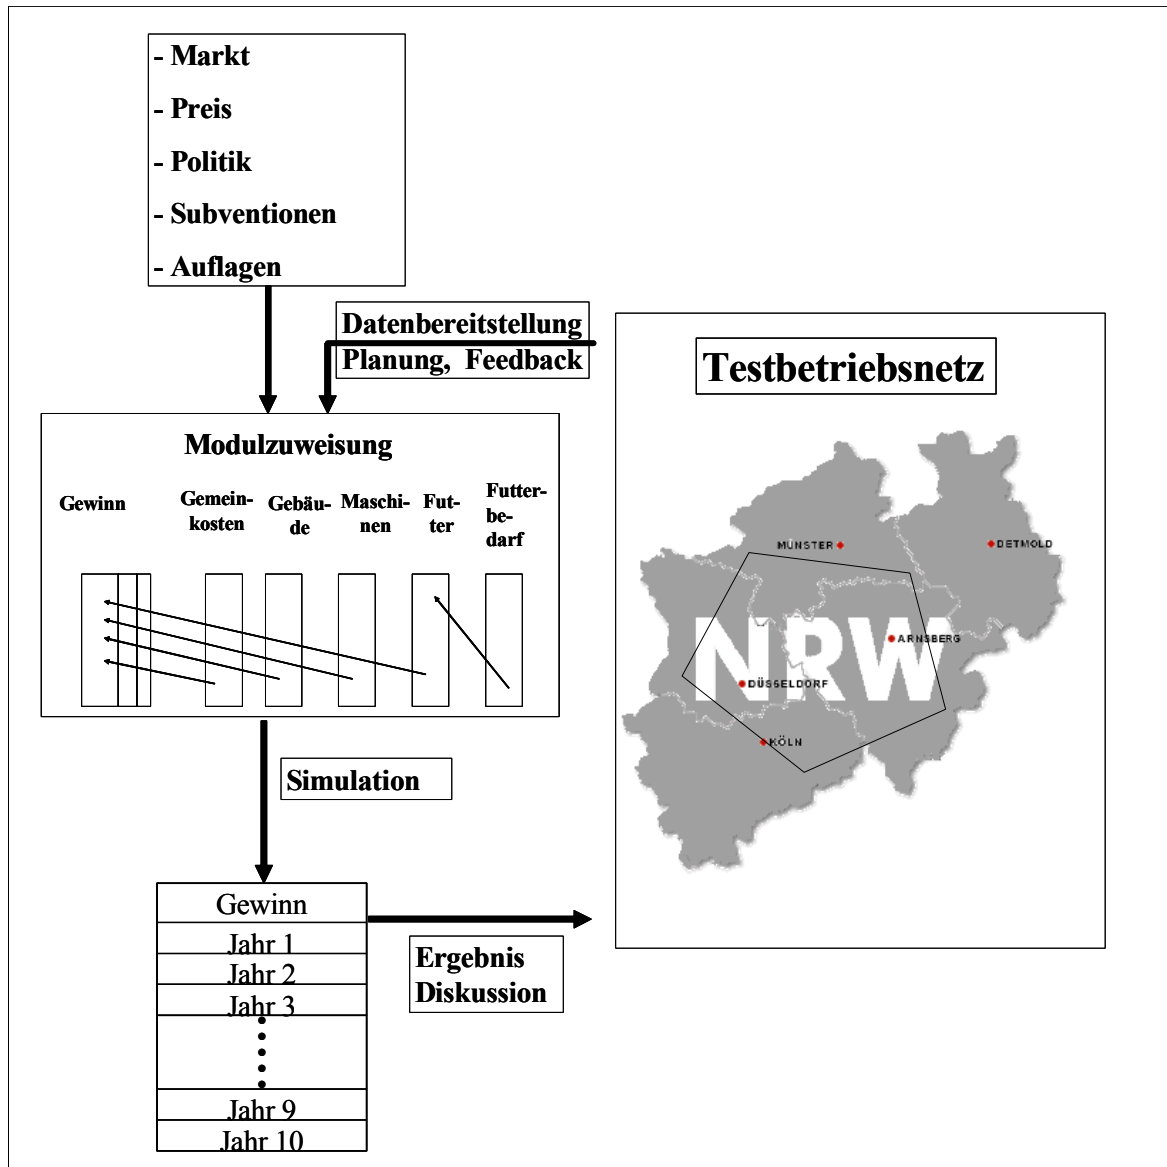 - Markt
- Preis
- Politik
- Subventionen
- Auflagen
Datenbereitstellung
Planung, Feedback
Testbetriebsnetz
Modulzuweisung
Gewinn
Gemein-
kosten
Gebäu-
de
Maschi-
nen
Fut-
ter
Futter-
be-
darf
MÜNSTER
DETMOLD
NRW
ARNSBERG
DÜSSELDORF
KÖLN
Simulation
Gewinn
Jahr 1
Jahr 2
Jahr 3
Jahr 9
Jahr 10
Ergebnis
Diskussion